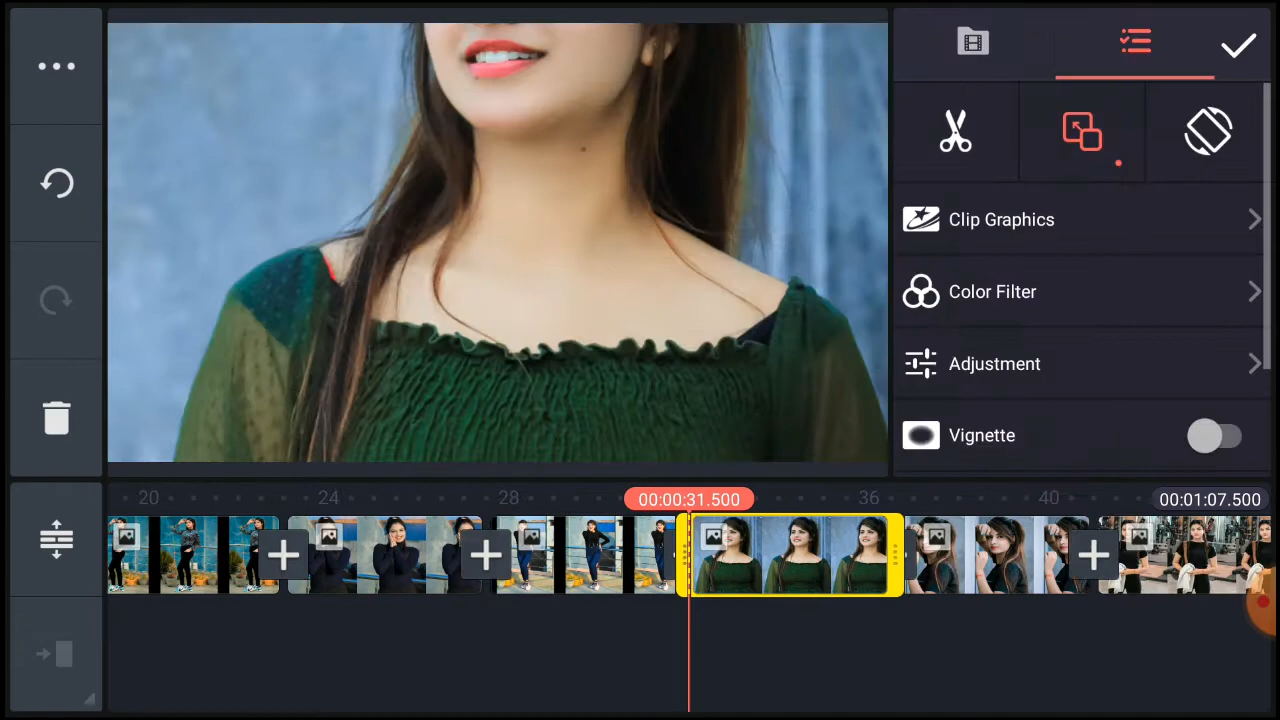 Clip Graphics
Color Filter
Adjustment
Vignette
20
24
28
00:00:31.500
36
40
00:01:07.500